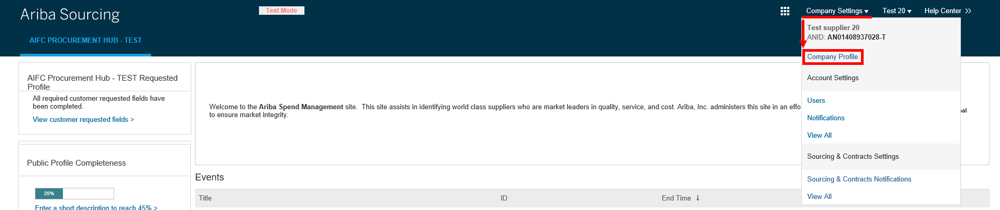 Ariba Sourcing
Test Mode
Company Settings
Test 20
Help Center
AIFC PROCUREMENT HUB - TEST
Test supplier 20
ANID: AN01408937028-T
Company Profile
Account Settings
Users
Notifications
View All
Sourcing & Contracts Settings
Sourcing & Contracts Notifications
View All
AIFC Procurement Hub - TEST Requested
Profile
All required customer requested fields have
been completed.
View customer requested fields >
Public Profile Completeness
35%
Enter a short description to reach 45% >
Welcome to the Ariba Spend Management site. This site assists in identifying world class suppliers who are market leaders in quality, service, and cost. Ariba, Inc. administers this site in an
to ensure market integrity.
Events
Title
ID
End Time ↓